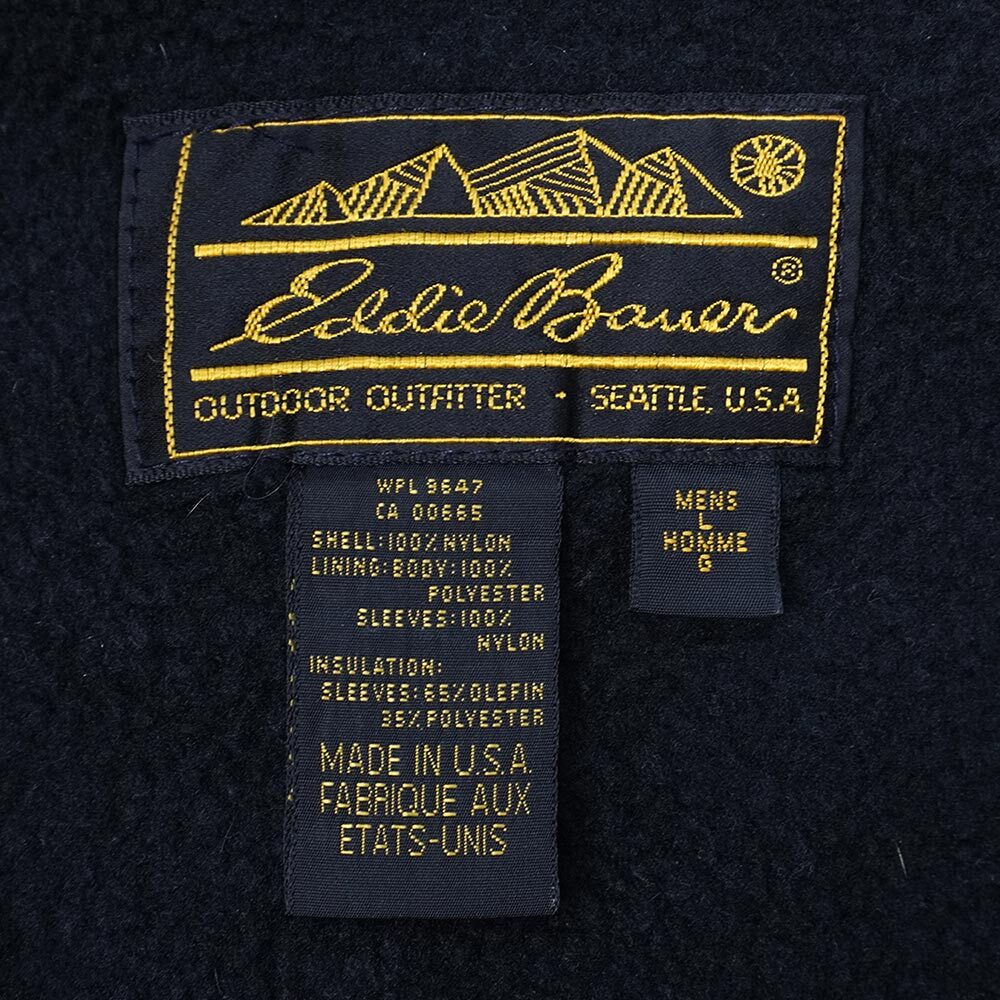 Eddie Bauer®
OUTDOOR OUTFITTER · SEATTLE, U.S.A.
WPL 9647
CA 00665
SHELL:100% NYLON
LINING:BODY:100%
POLYESTER
SLEEVES:100%
NYLON
INSULATION:
SLEEVES:65% OLEFIN
35% POLYESTER
MADE IN U.S.A.
FABRIQUE AUX
ETATS-UNIS
MENS
L
HOMME
G